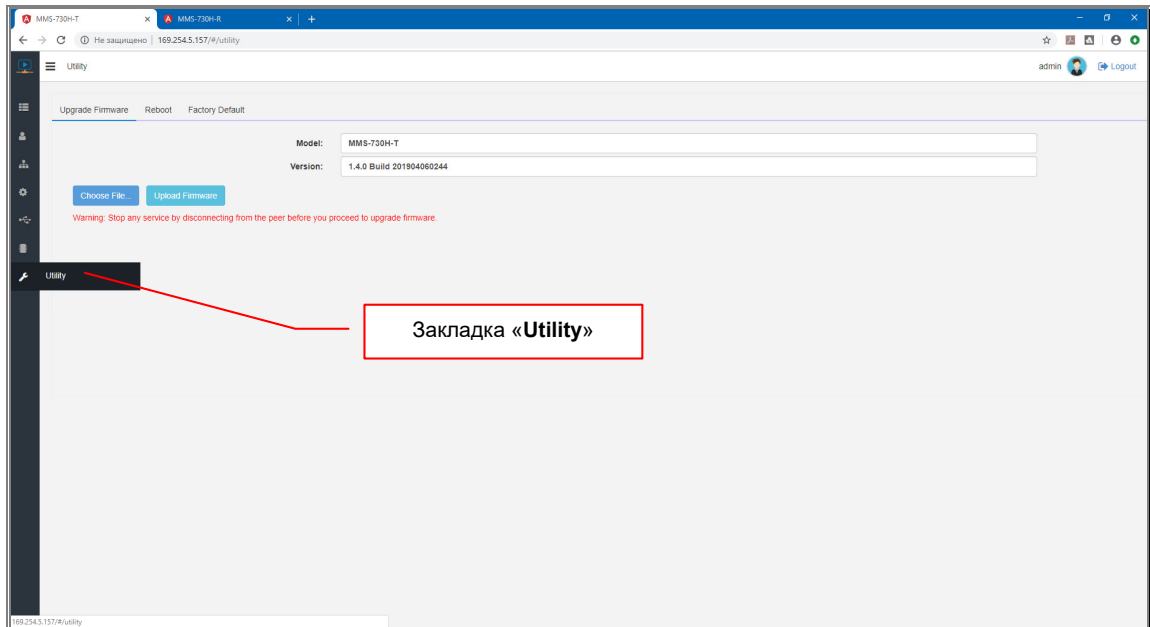 MMS-730H-T × MMS-730H-R × +
Не защищено | 169.254.5.157/#/utility
Utility admin Logout
Upgrade Firmware Reboot Factory Default
Model: MMS-730H-T
Version: 1.4.0 Build 201904060244
Choose File... Upload Firmware
Warning: Stop any service by disconnecting from the peer before you proceed to upgrade firmware.
Utility
Закладка «Utility»
169.254.5.157/#/utility